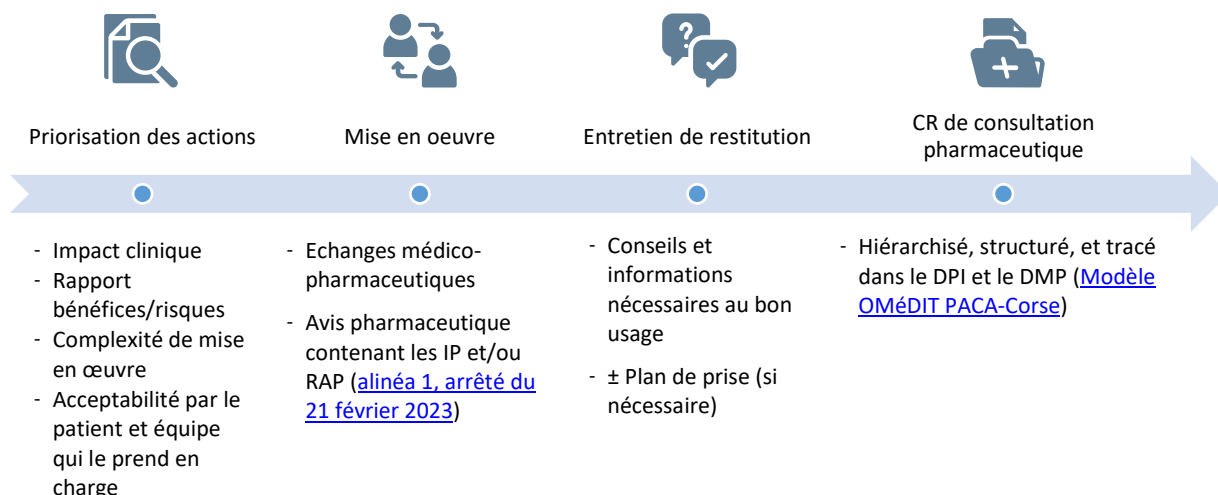 Priorisation des actions
Mise en oeuvre
Entretien de restitution
CR de consultation
pharmaceutique
- Impact clinique
- Rapport
bénéfices/risques
- Complexité de mise
en œuvre
- Acceptabilité par le
patient et équipe
qui le prend en
charge
- Echanges médico-
pharmaceutiques
- Avis pharmaceutique
contenant les IP et/ou
RAP (alinéa 1, arrêté du
21 février 2023)
- Conseils et
informations
nécessaires au bon
usage
- ± Plan de prise (si
nécessaire)
- Hiérarchisé, structuré, et tracé
dans le DPI et le DMP (Modèle
OMéDIT PACA-Corse)